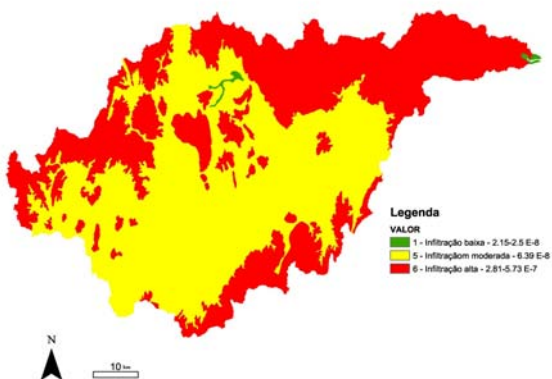 Legenda
VALOR
1 - Infiltração baixa - 2.15-2.5 E-8
5 - Infiltraçãom moderada - 6.39 E-8
6 - Infiltração alta - 2.81-5.73 E-7
N
10 km